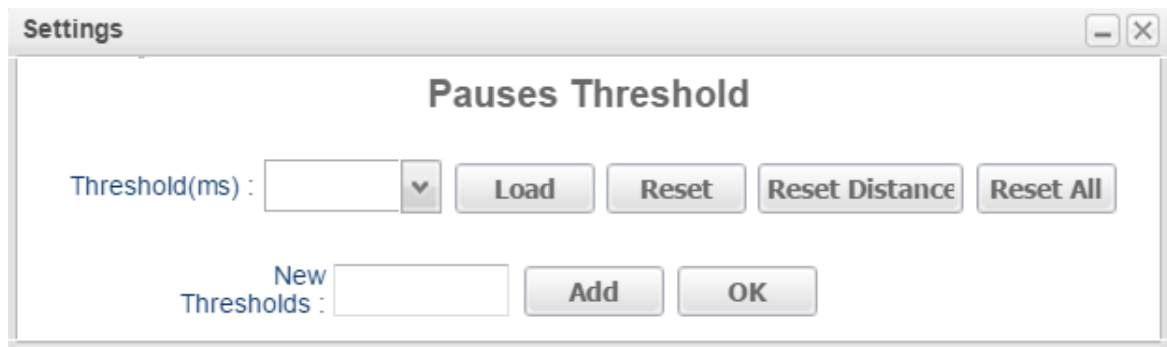 Settings
Pauses Threshold
Threshold(ms) : Load Reset Reset Distance Reset All
New
Thresholds : Add OK